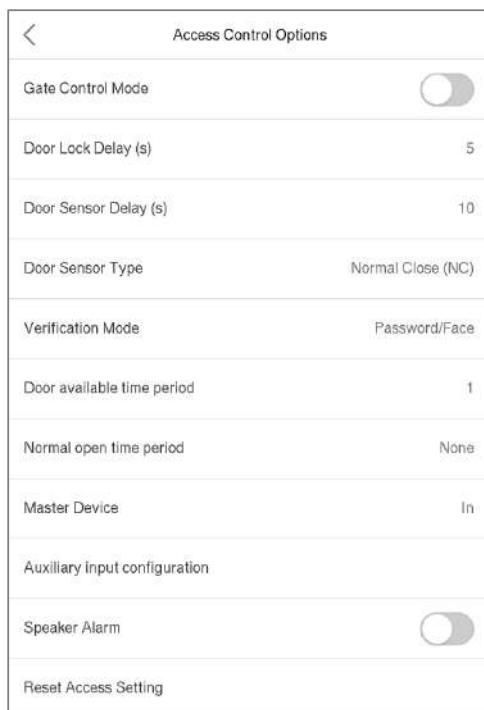 Access Control Options
Gate Control Mode
Door Lock Delay (s) 5
Door Sensor Delay (s) 10
Door Sensor Type Normal Close (NC)
Verification Mode Password/Face
Door available time period 1
Normal open time period None
Master Device In
Auxiliary input configuration
Speaker Alarm
Reset Access Setting